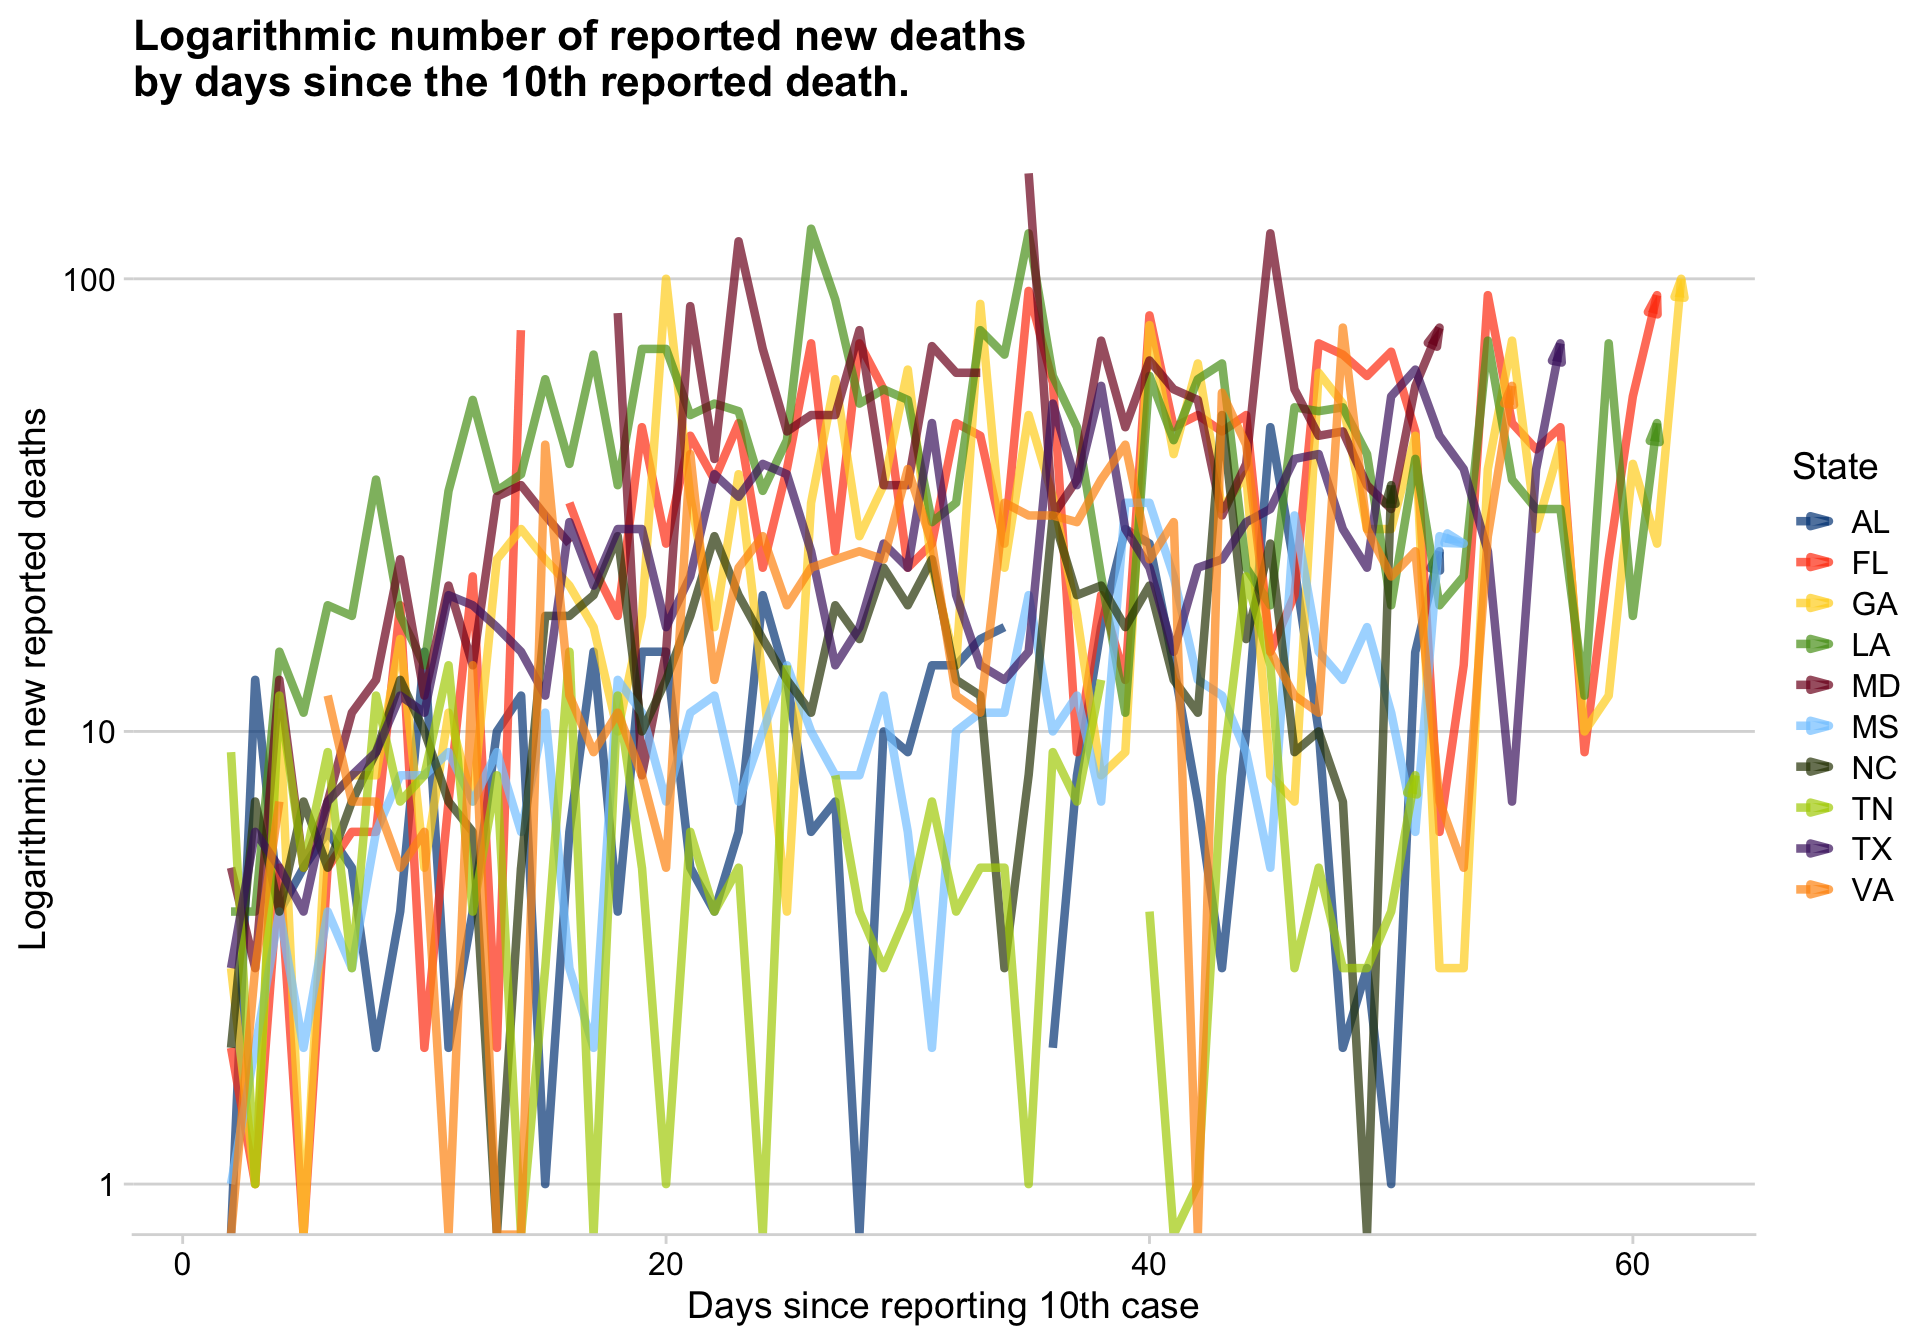 Logarithmic number of reported new deaths
by days since the 10th reported death.
Logarithmic new reported deaths
100
10
1
0
20
40
60
Days since reporting 10th case
State
AL
FL
GA
LA
MD
MS
NC
TN
TX
VA